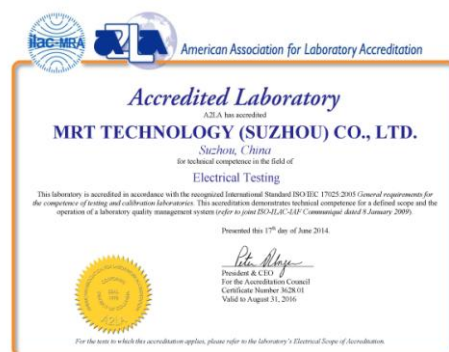 ilac-MRA
A2LA
American Association for Laboratory Accreditation
Accredited Laboratory
A2LA has accredited
MRT TECHNOLOGY (SUZHOU) CO., LTD.
Suzhou, China
for technical competence in the field of
Electrical Testing
This laboratory is accredited in accordance with the recognized International Standard ISO/IEC 17025:2005 General requirements for
the competence of testing and calibration laboratories. This accreditation demonstrates technical competence for a defined scope and the
operation of a laboratory quality management system (refer to joint ISO-ILAC-IAF Communiqué dated 8 January 2009).
Presented this 17th day of June 2014.
President & CEO
For the Accreditation Council
Certificate Number 3628.01
Valid to August 31, 2016
A2LA
For the tests to which this accreditation applies, please refer to the laboratory's Electrical Scope of Accreditation.